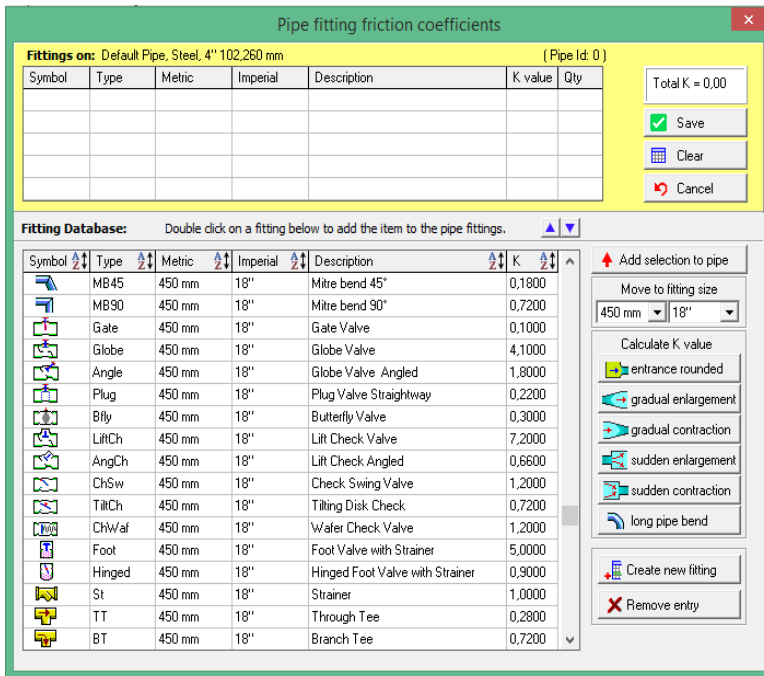 Pipe fitting friction coefficients
Fittings on: Default Pipe, Steel, 4" 102,260 mm ( Pipe Id: 0 )
Symbol Type Metric Imperial Description K value Qty
Total K = 0,00
Save
Clear
Cancel
Fitting Database: Double click on a fitting below to add the item to the pipe fittings.
Symbol Type Metric Imperial Description K
MB45 450 mm 18" Mitre bend 45° 0,1800
MB90 450 mm 18" Mitre bend 90° 0,7200
Gate 450 mm 18" Gate Valve 0,1000
Globe 450 mm 18" Globe Valve 4,1000
Angle 450 mm 18" Globe Valve Angled 1,8000
Plug 450 mm 18" Plug Valve Straightway 0,2200
Bfly 450 mm 18" Butterfly Valve 0,3000
LiftCh 450 mm 18" Lift Check Valve 7,2000
AngCh 450 mm 18" Lift Check Angled 0,6600
ChSw 450 mm 18" Check Swing Valve 1,2000
TiltCh 450 mm 18" Tilting Disk Check 0,7200
ChWaf 450 mm 18" Wafer Check Valve 1,2000
Foot 450 mm 18" Foot Valve with Strainer 5,0000
Hinged 450 mm 18" Hinged Foot Valve with Strainer 0,9000
St 450 mm 18" Strainer 1,0000
TT 450 mm 18" Through Tee 0,2800
BT 450 mm 18" Branch Tee 0,7200
Add selection to pipe
Move to fitting size
450 mm 18"
Calculate K value
entrance rounded
gradual enlargement
gradual contraction
sudden enlargement
sudden contraction
long pipe bend
Create new fitting
Remove entry